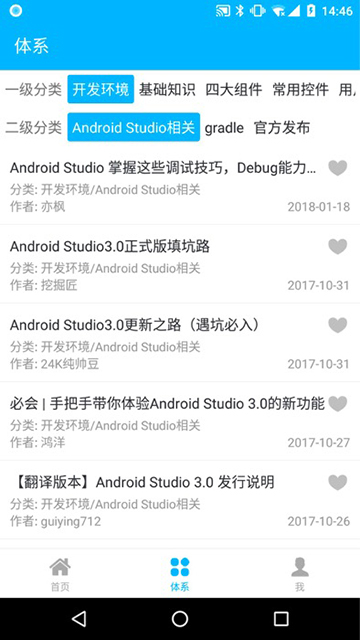 14:46
体系
一级分类 开发环境 基础知识 四大组件 常用控件 用
二级分类 Android Studio相关 gradle 官方发布
Android Studio 掌握这些调试技巧，Debug能力...
分类: 开发环境/Android Studio相关
作者: 亦枫 2018-01-18
Android Studio3.0正式版填坑路
分类: 开发环境/Android Studio相关
作者: 挖掘匠 2017-10-31
Android Studio3.0更新之路（遇坑必入）
分类: 开发环境/Android Studio相关
作者: 24K纯帅豆 2017-10-31
必会 | 手把手带你体验Android Studio 3.0的新功能
分类: 开发环境/Android Studio相关
作者: 鸿洋 2017-10-27
【翻译版本】Android Studio 3.0 发行说明
分类: 开发环境/Android Studio相关
作者: guiying712 2017-10-26
首页 体系 我